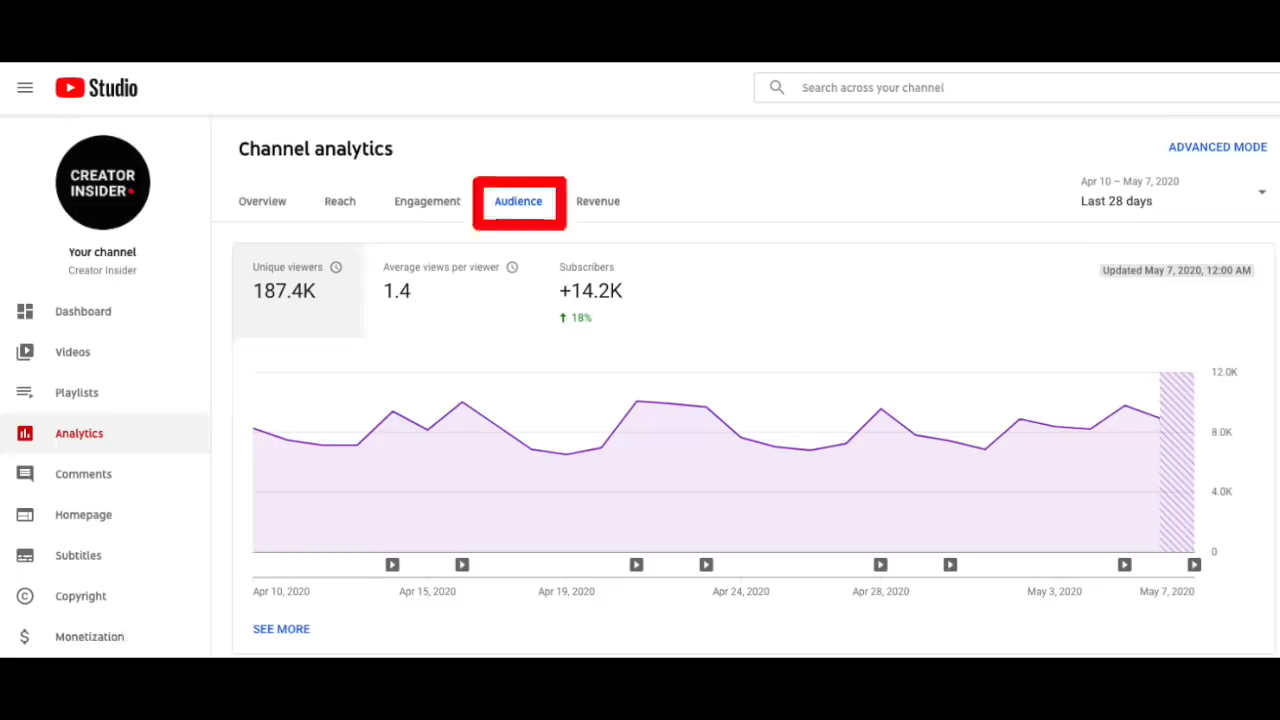 Studio
Search across your channel
CREATOR
INSIDER
Your channel
Creator Insider
Dashboard
Videos
Playlists
Analytics
Comments
Homepage
Subtitles
Copyright
Monetization
Channel analytics
ADVANCED MODE
Overview Reach Engagement Audience Revenue
Apr 10 – May 7, 2020
Last 28 days
Unique viewers Average views per viewer Subscribers
187.4K 1.4 +14.2K
18%
Updated May 7, 2020, 12:00 AM
12.0K
8.0K
4.0K
0
Apr 10, 2020 Apr 15, 2020 Apr 19, 2020 Apr 24, 2020 Apr 28, 2020 May 3, 2020 May 7, 2020
SEE MORE